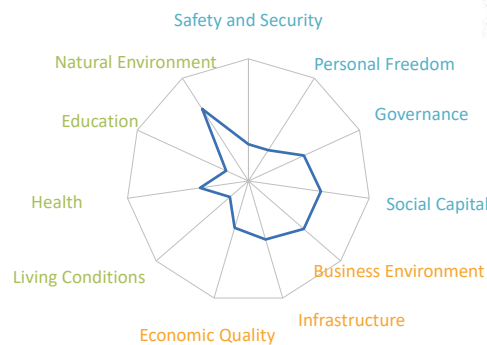 Safety and Security
Natural Environment
Personal Freedom
Education
Governance
Health
Social Capital
Living Conditions
Business Environment
Economic Quality
Infrastructure